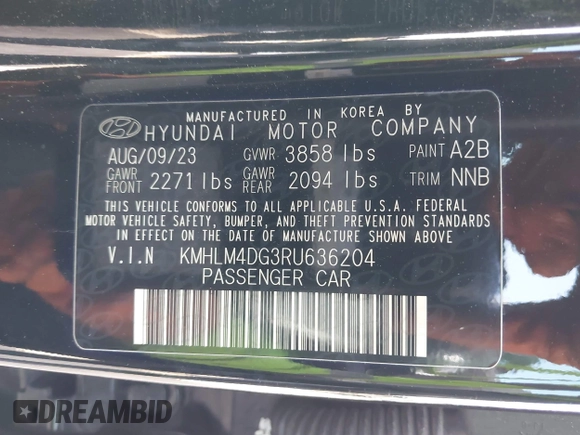 MANUFACTURED IN KOREA BY
HYUNDAI MOTOR COMPANY
AUG/09/23 GVWR 3858 lbs PAINT A2B
GAWR FRONT 2271 lbs GAWR REAR 2094 lbs TRIM NNB
THIS VEHICLE CONFORMS TO ALL APPLICABLE U.S.A. FEDERAL
MOTOR VEHICLE SAFETY, BUMPER, AND THEFT PREVENTION STANDARDS
IN EFFECT ON THE DATE OF MANUFACTURE SHOWN ABOVE
V.I.N KMHLM4DG3RU636204
PASSENGER CAR
DREAMBID